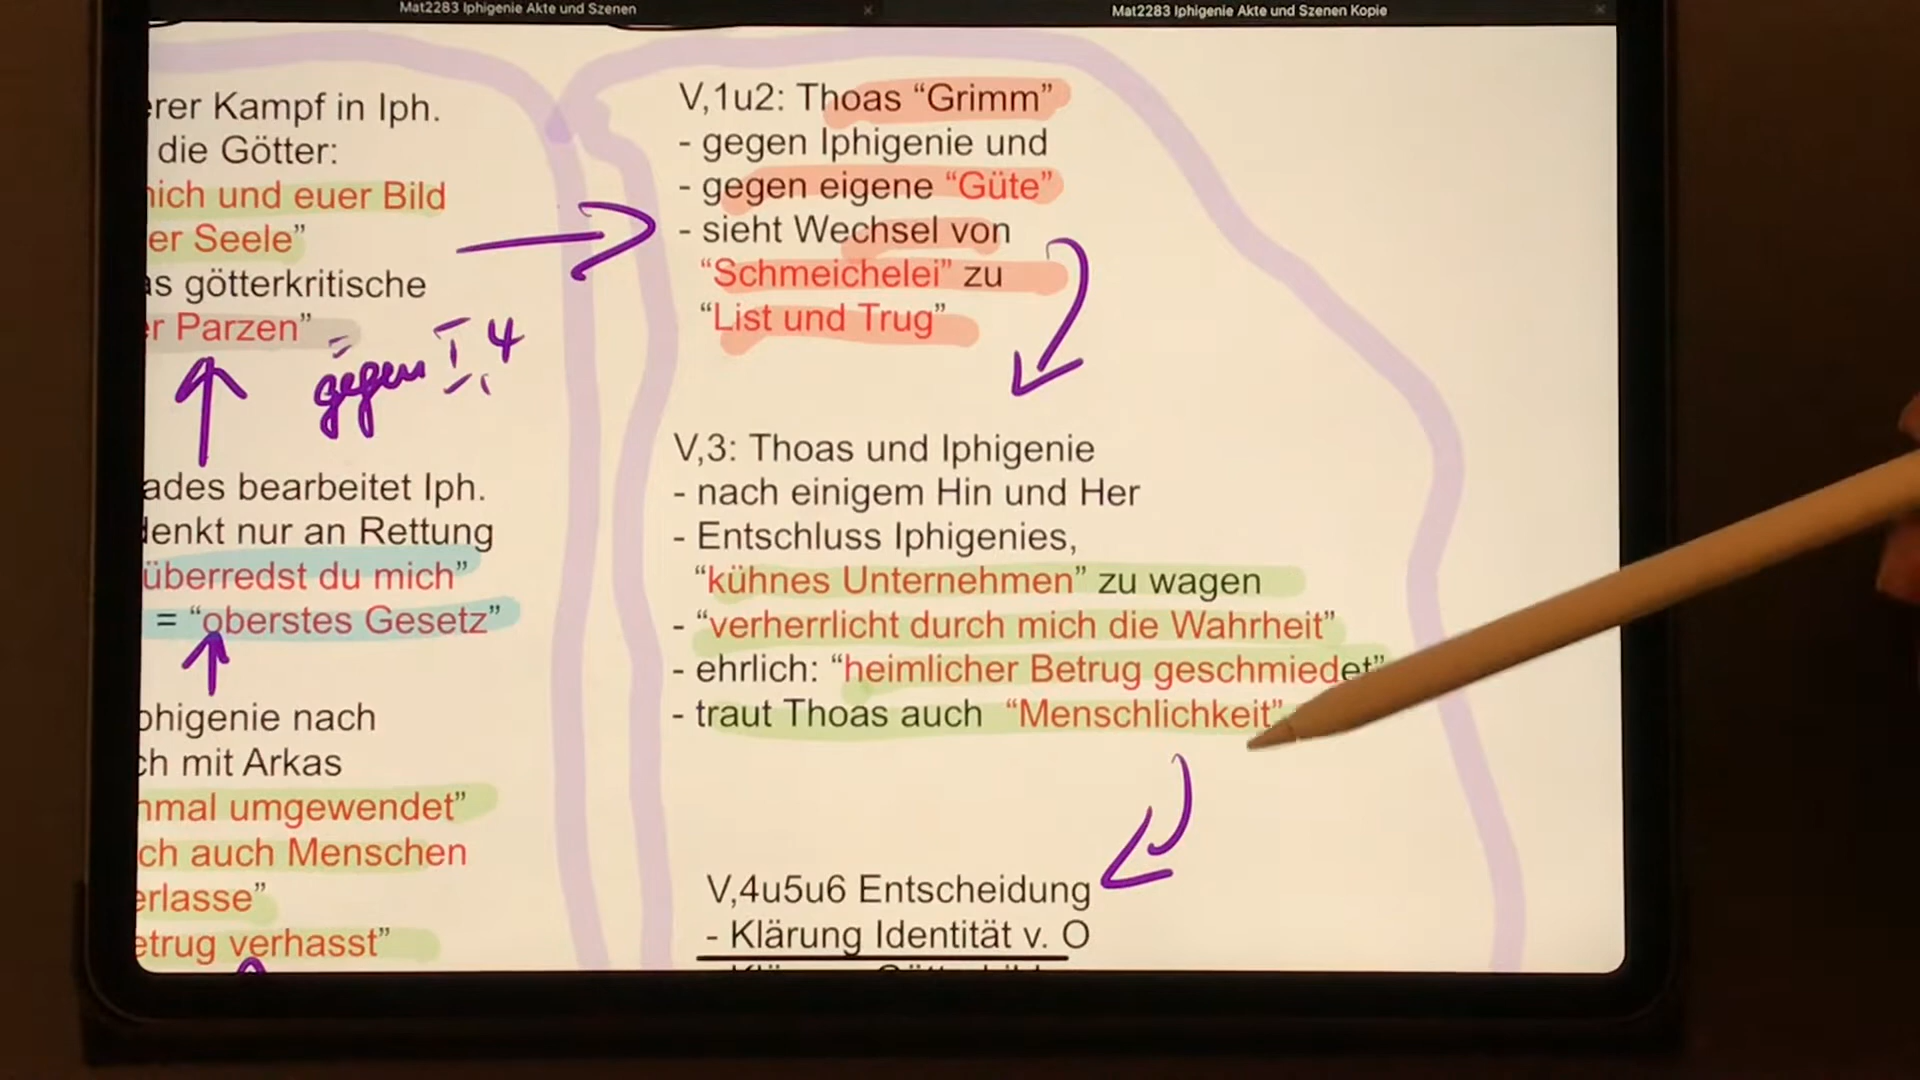 Mat2283 Iphigenie Akte und Szenen
Mat2283 Iphigenie Akte und Szenen Kopie
rer Kampf in Iph.
die Götter:
ich und euer Bild
er Seele”
s götterkritische
r Parzen”
gegen I,4
ades bearbeitet Iph.
denkt nur an Rettung
überredst du mich”
= “oberstes Gesetz”
phigenie nach
ch mit Arkas
nmal umgewendet”
ch auch Menschen
erlasse”
etrug verhasst”
V,1u2: Thoas “Grimm”
- gegen Iphigenie und
- gegen eigene “Güte”
- sieht Wechsel von
“Schmeichelei” zu
“List und Trug”
V,3: Thoas und Iphigenie
- nach einigem Hin und Her
- Entschluss Iphigenies,
“kühnes Unternehmen” zu wagen
- “verherrlicht durch mich die Wahrheit”
- ehrlich: “heimlicher Betrug geschmiedet”
- traut Thoas auch “Menschlichkeit”
V,4u5u6 Entscheidung
- Klärung Identität v. O